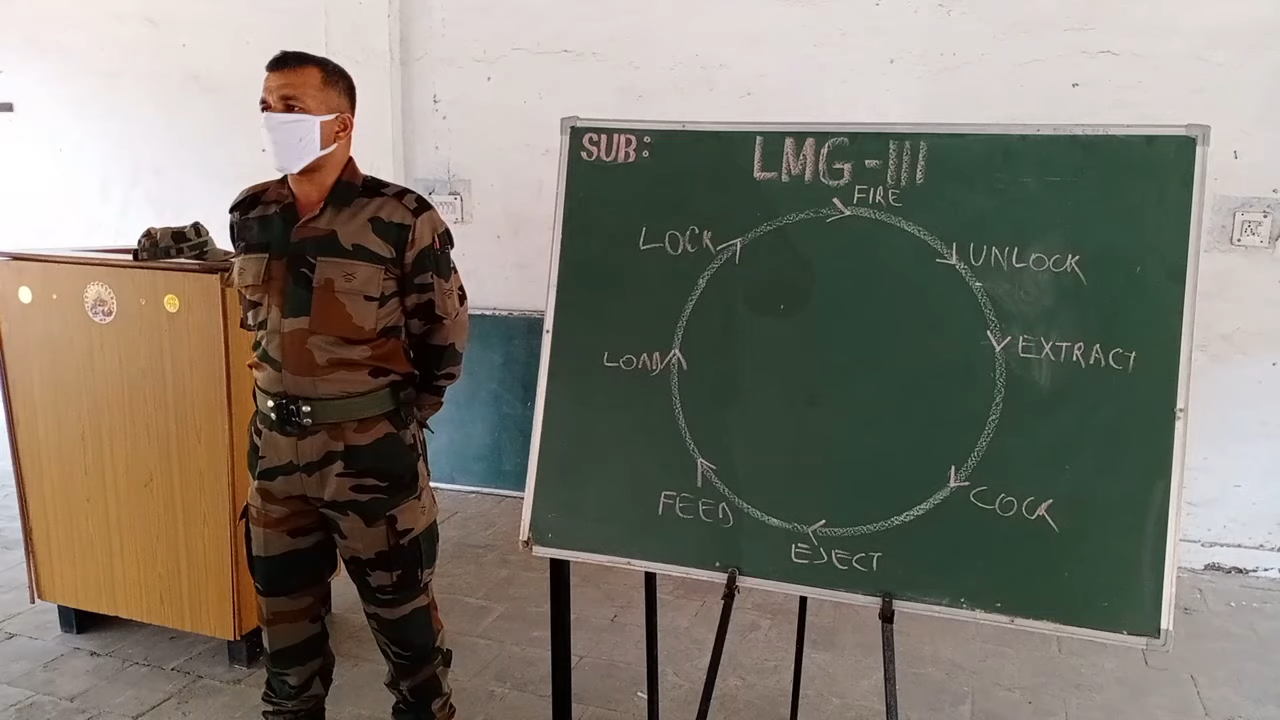 SUB:
LMG-III
FIRE
UNLOCK
EXTRACT
COCK
EJECT
FEED
LOAD
LOCK